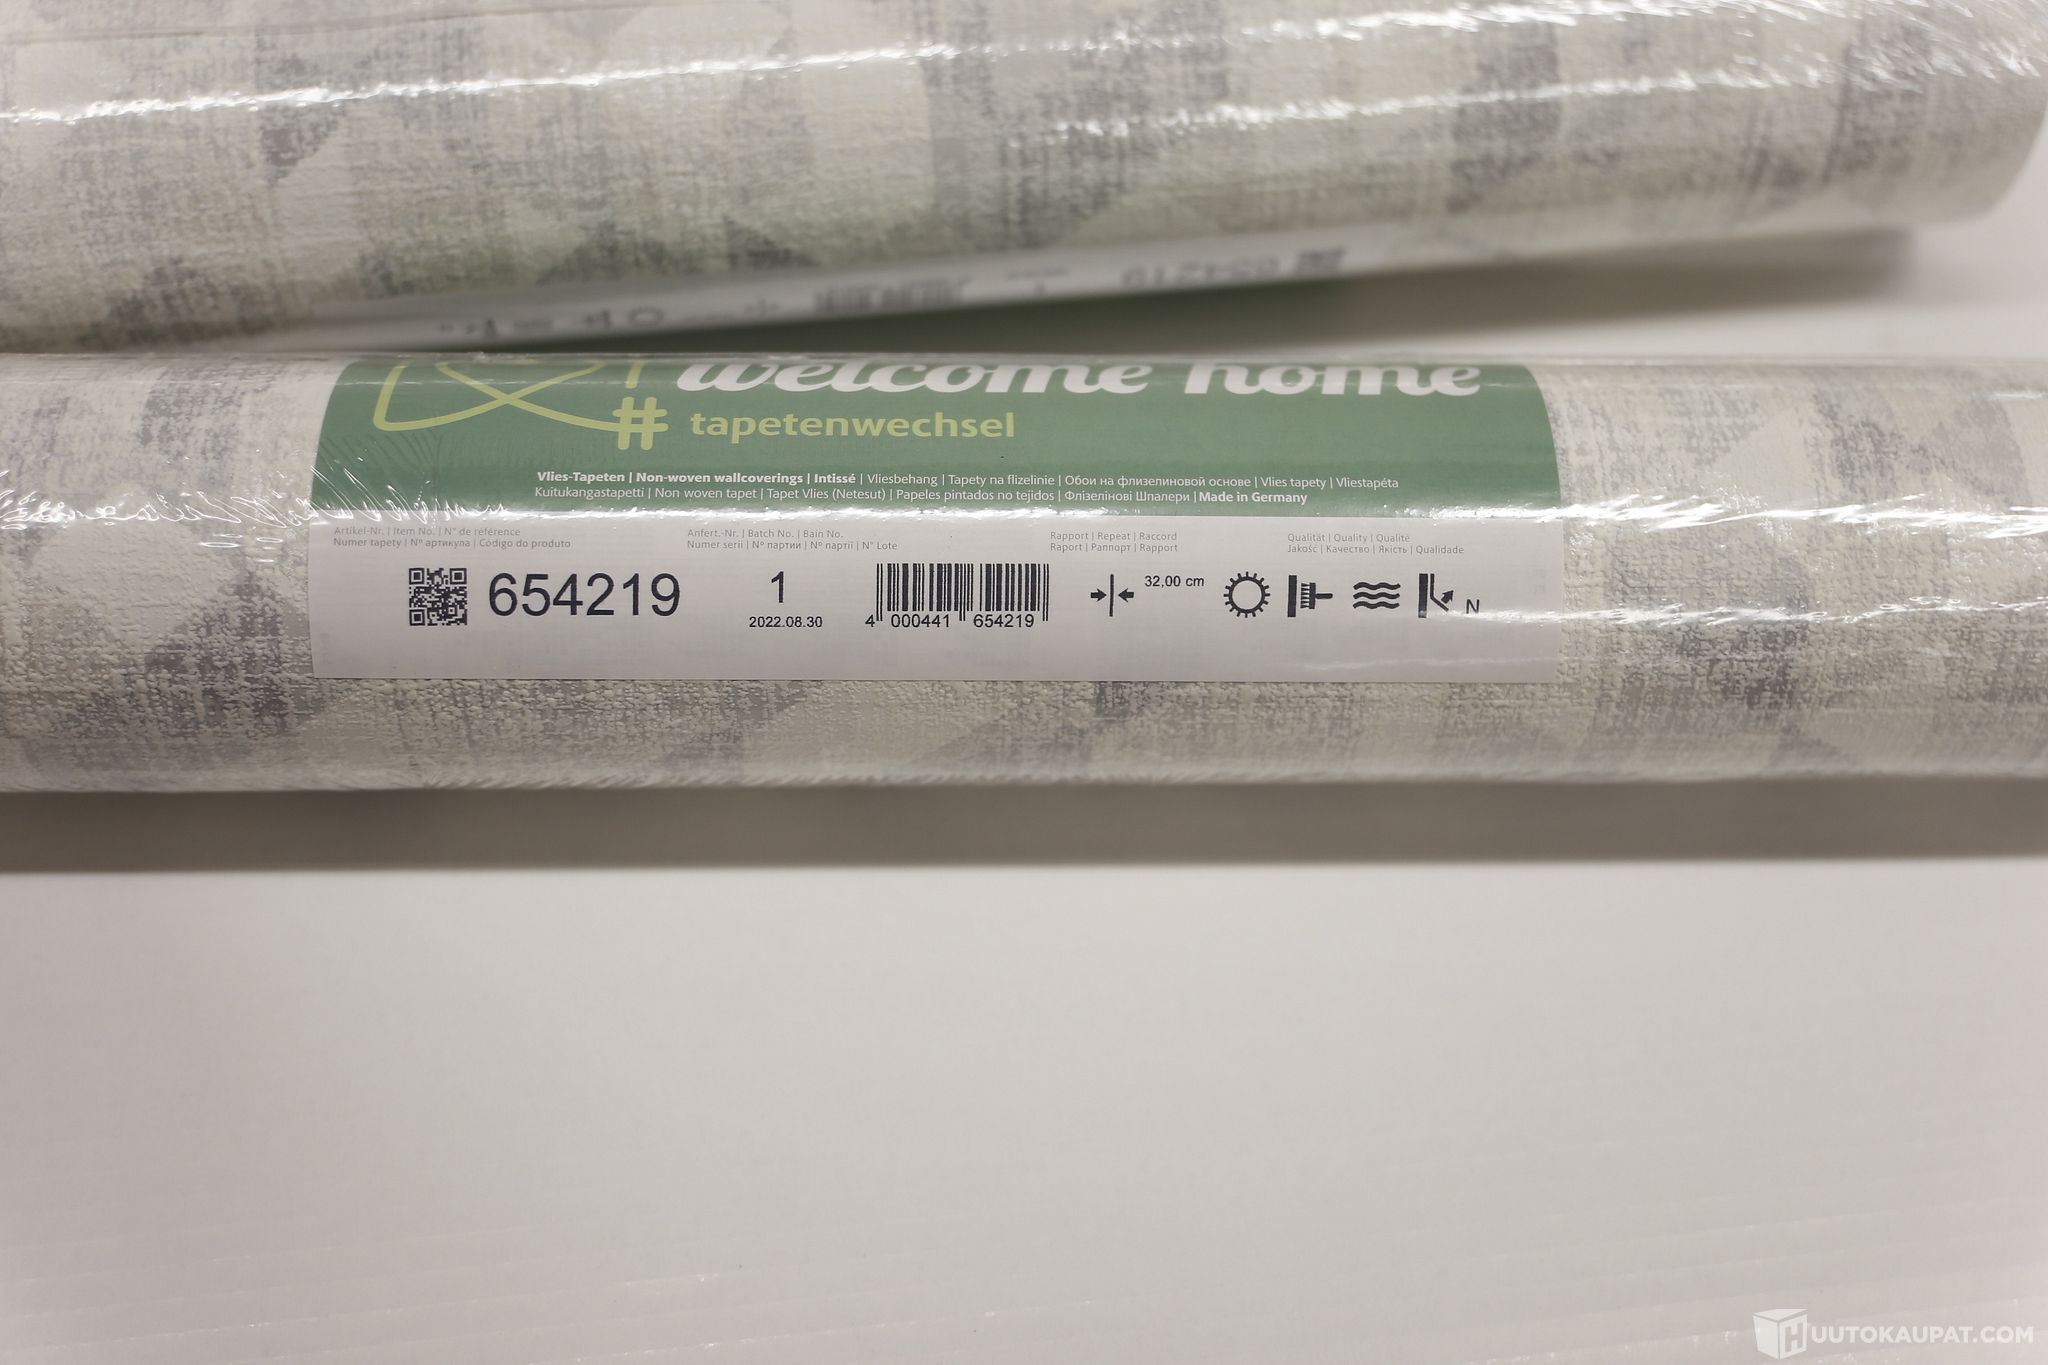 654219
welcome home
# tapetenwechsel
Vlies-Tapeten | Non-woven wallcoverings | Intissé | Vliesbehang | Tapety na flizelinie | Обои на флизелиновой основе | Vlies tapety | Vliestapéta
Kuitukangastapetti | Non woven tapet | Tapet Vlies (Netesut) | Papeles pintados no tejidos | Флізелінові Шпалери | Made in Germany
Artikel-Nr. | Item No. | N° de référence
Numer tapety | Nº артикула | Código do produto
Anfert.-Nr. | Batch No. | Bain No.
Numer serii | Nº партии | Nº партії | N° Lote
Rapport | Repeat | Raccord
Raport | Раппорт | Rapport
Qualität | Quality | Qualité
Jakość | Качество | Якість | Qualidade
654219
1
2022.08.30
4 000441 654219
32,00 cm
N
HUUTOKAUPAT.COM